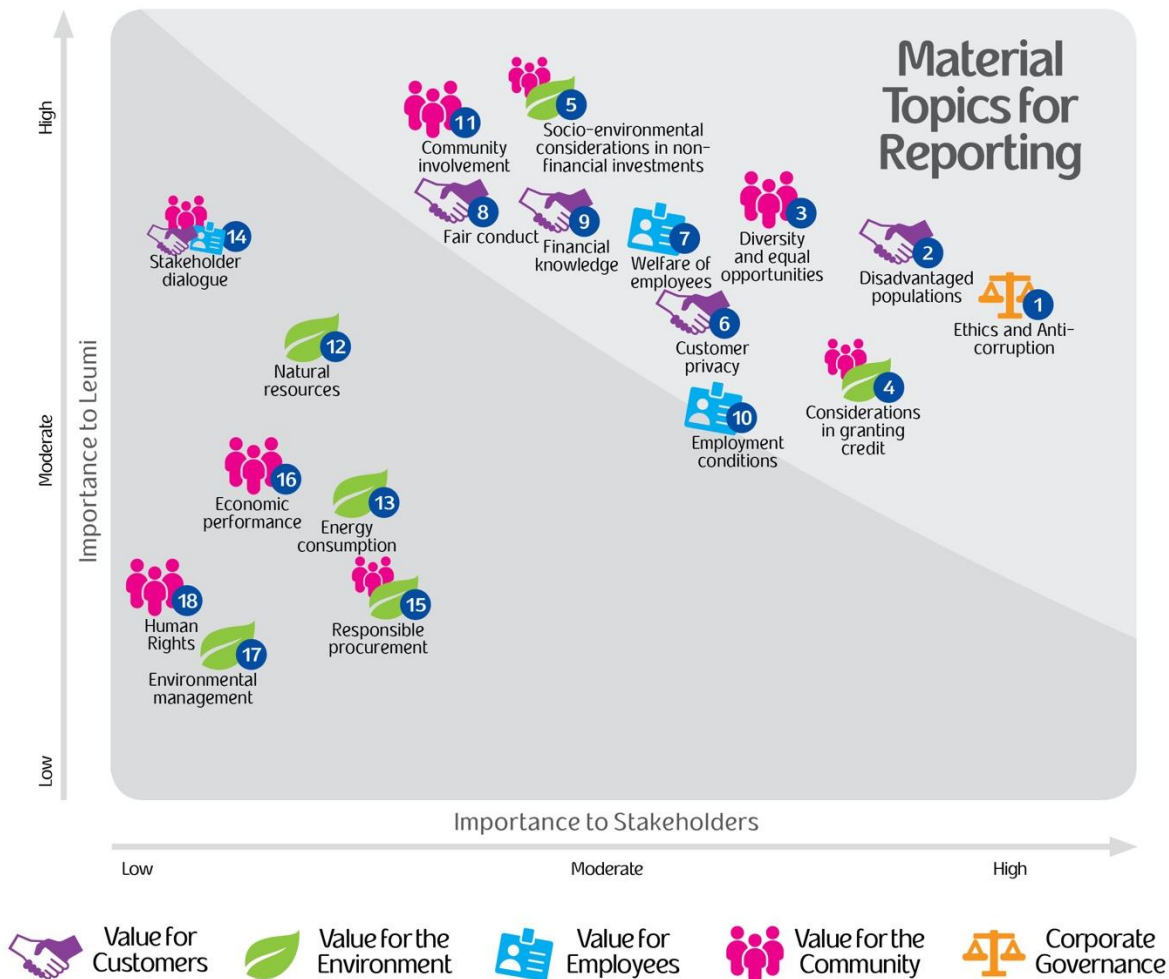 Material
Topics for
Reporting
High
Moderate
Low
Importance to Leumi
11
Community
involvement
5
Socio-environmental
considerations in non-
financial investments
8
Fair conduct
9
Financial
knowledge
7
Welfare of
employees
3
Diversity
and equal
opportunities
2
Disadvantaged
populations
1
Ethics and Anti-
corruption
14
Stakeholder
dialogue
12
Natural
resources
6
Customer
privacy
4
Considerations
in granting
credit
10
Employment
conditions
16
Economic
performance
13
Energy
consumption
18
Human
Rights
15
Responsible
procurement
17
Environmental
management
Importance to Stakeholders
Low
Moderate
High
Value for
Customers
Value for the
Environment
Value for
Employees
Value for the
Community
Corporate
Governance